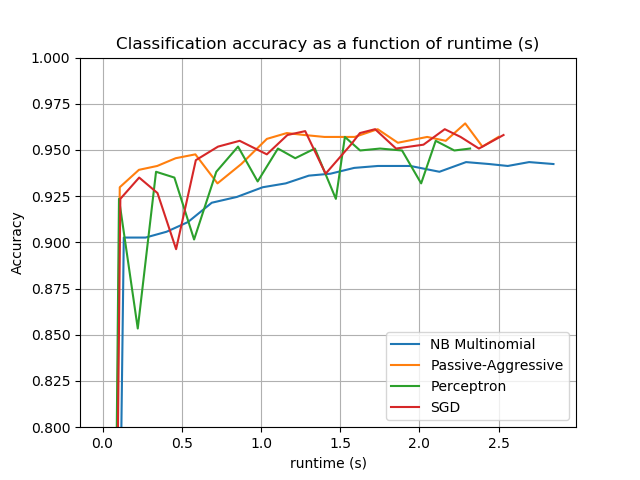 Classification accuracy as a function of runtime (s)
1.000
0.975
0.950
0.925
0.900
0.875
0.850
0.825
0.800
Accuracy
NB Multinomial
Passive-Aggressive
Perceptron
SGD
0.0 0.5 1.0 1.5 2.0 2.5
runtime (s)